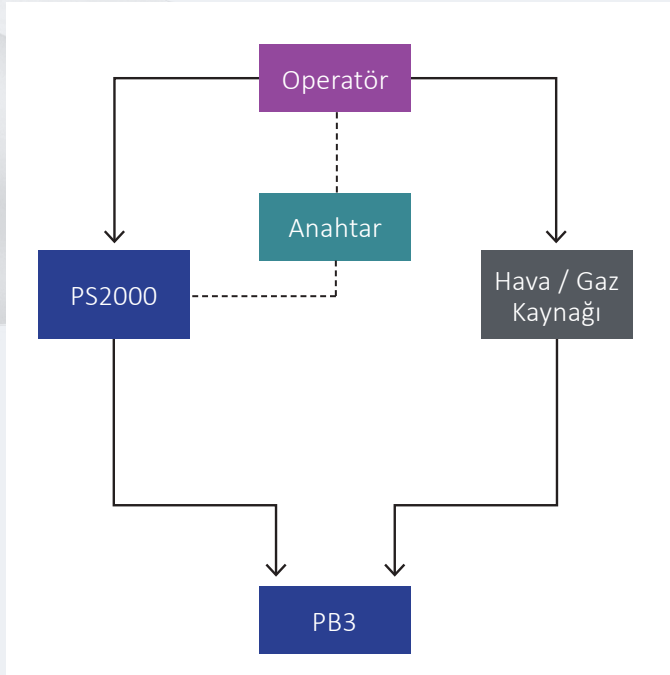 Operatör
Anahtar
PS2000
Hava / Gaz
Kaynağı
PB3